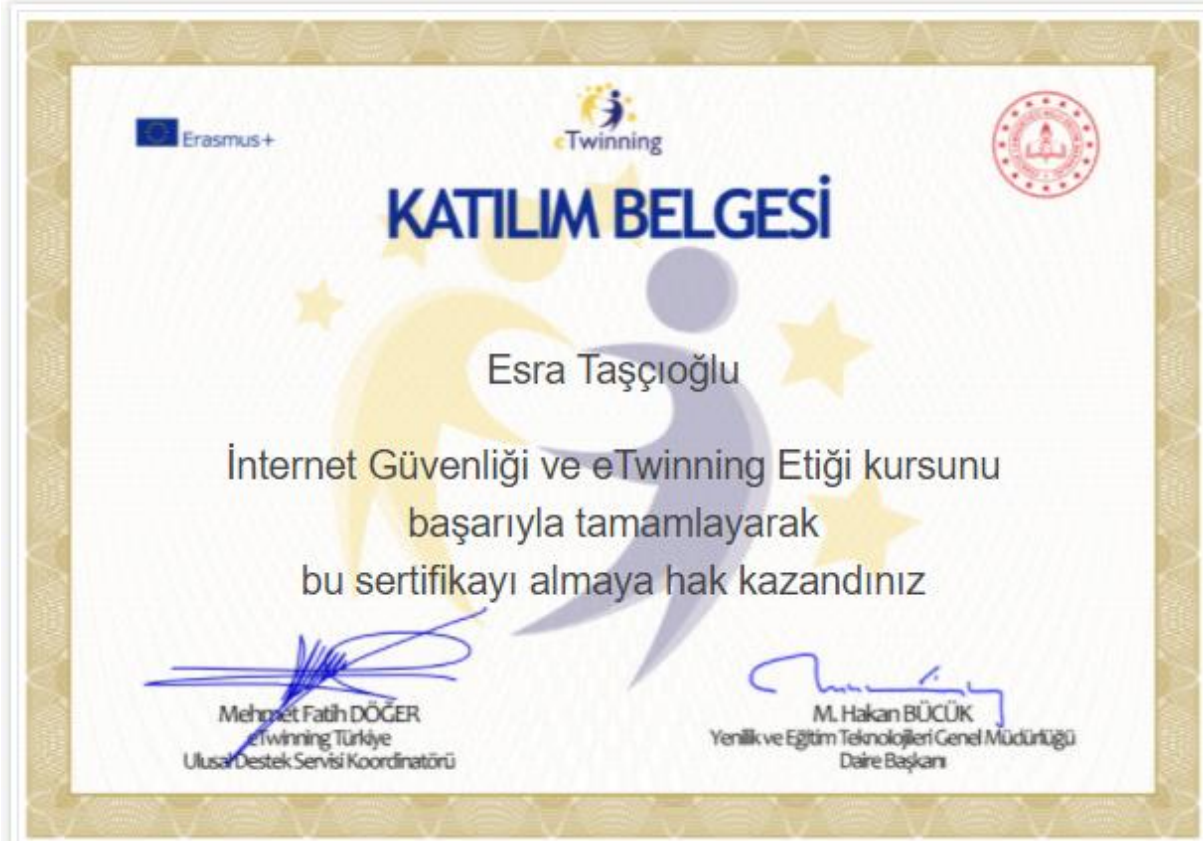 Erasmus+
eTwinning
KATILIM BELGESİ
Esra Taşçıoğlu
İnternet Güvenliği ve eTwinning Etiği kursunu
başarıyla tamamlayarak
bu sertifikayı almaya hak kazandınız
Mehmet Fatih DÖĞER
eTwinning Türkiye
Ulusal Destek Servisi Koordinatörü
M. Hakan BÜCÜK
Yenilik ve Eğitim Teknolojileri Genel Müdürlüğü
Daire Başkanı